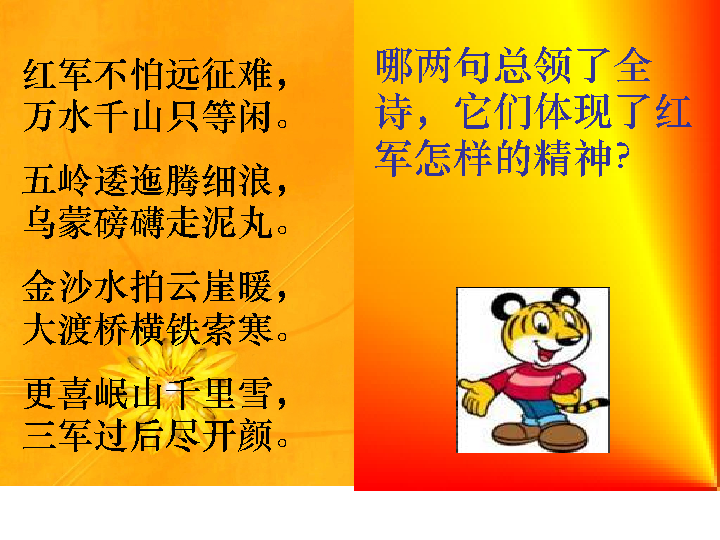 红军不怕远征难，
万水千山只等闲。
五岭逶迤腾细浪，
乌蒙磅礴走泥丸。
金沙水拍云崖暖，
大渡桥横铁索寒。
更喜岷山千里雪，
三军过后尽开颜。
哪两句总领了全
诗，它们体现了红
军怎样的精神?